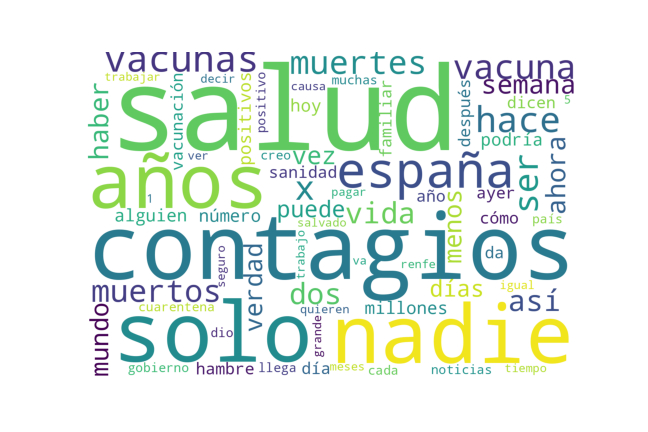 vacunas
muertes
vacuna
trabajar
decir
positivo
causa
muchas
semana
salud
haber
vacunación
positivos
hoy
familiar
después
dicen
5
hace
podría
ver
creo
vez
sanidad
españa
ser
ahora
años
x
pagar
año
ayer
1
alguien
número
puede
vida
menos
cómo
país
salvado
contagios
verdad
seguro
trabajo
va
renfe
da
muertos
dos
días
igual
así
mundo
cuarentena
dio
quieren
grande
millones
solo
nadie
gobierno
hambre
llega
día
meses
cada
noticias
tiempo